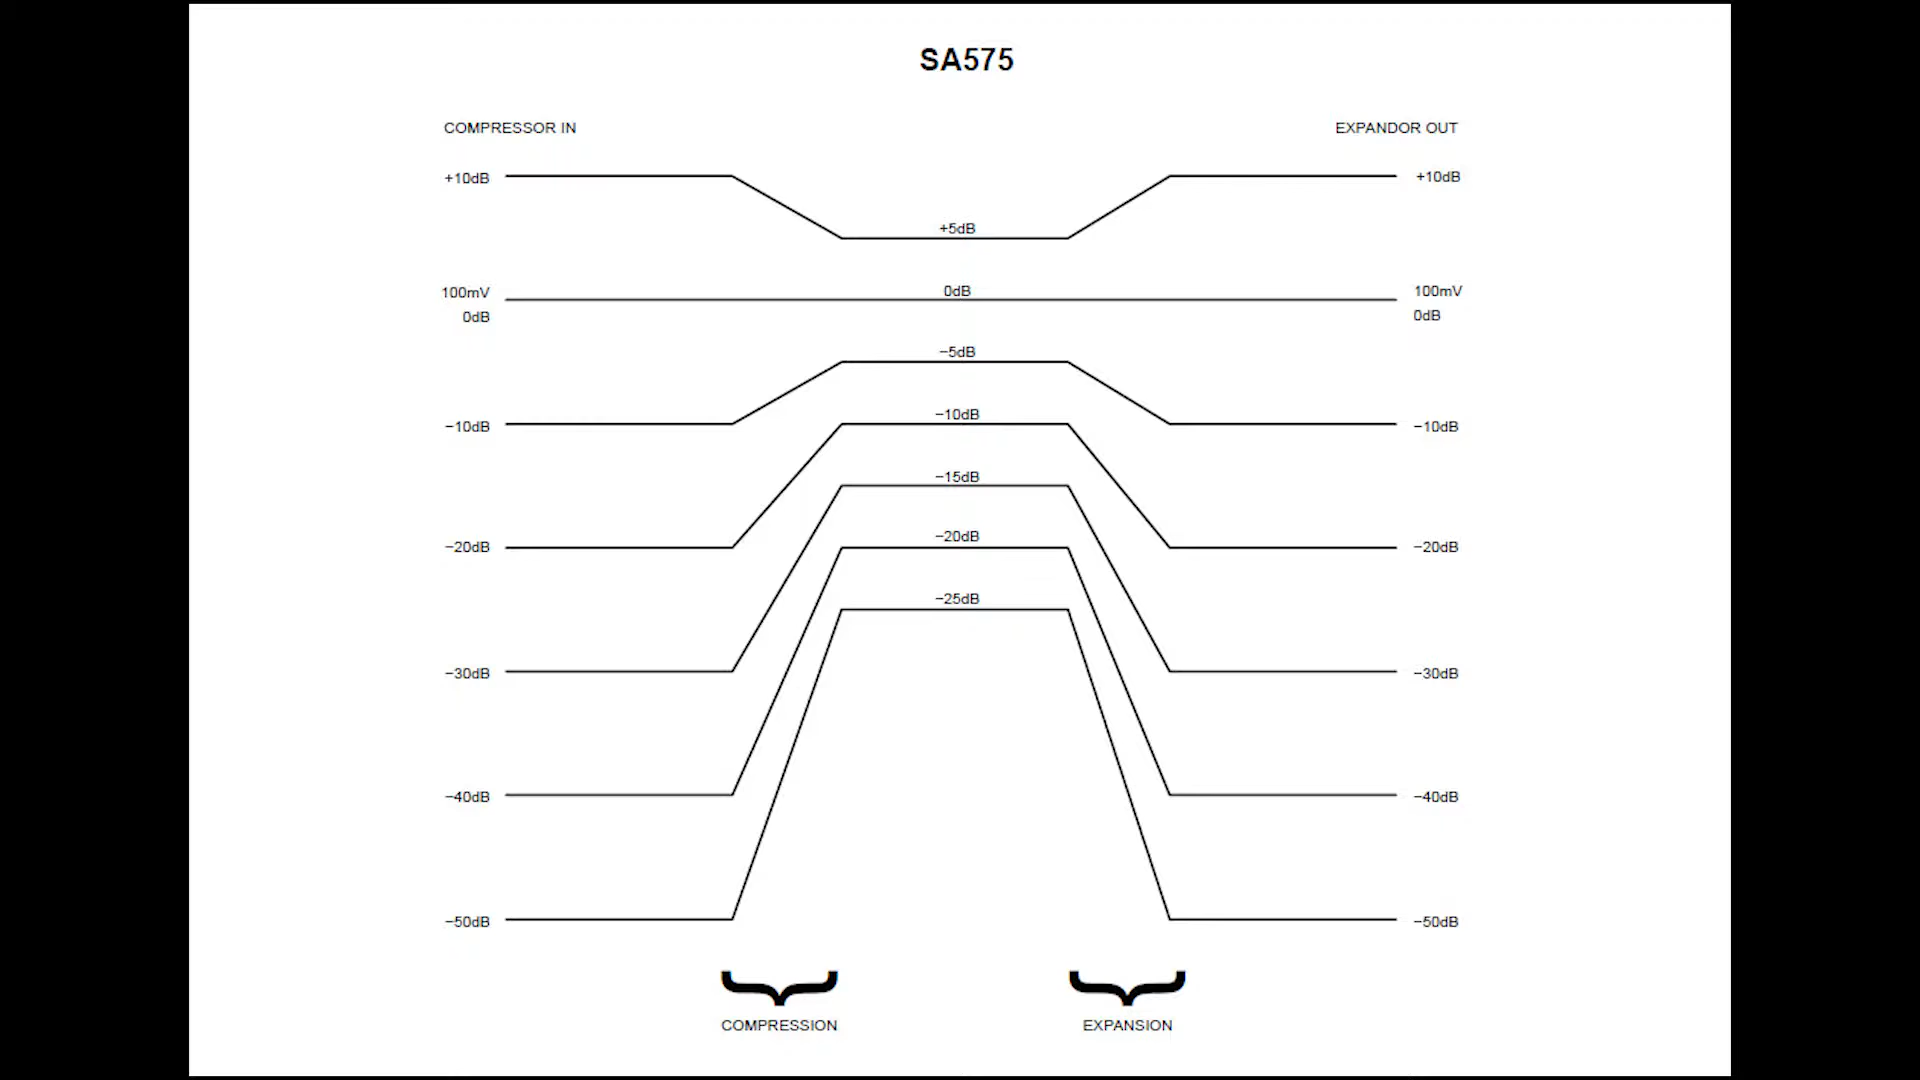 SA575
COMPRESSOR IN
EXPANDOR OUT
+10dB
+10dB
+5dB
100mV
0dB
0dB
100mV
0dB
−5dB
−10dB
−10dB
−10dB
−15dB
−20dB
−20dB
−20dB
−25dB
−30dB
−30dB
−40dB
−40dB
−50dB
−50dB
COMPRESSION
EXPANSION